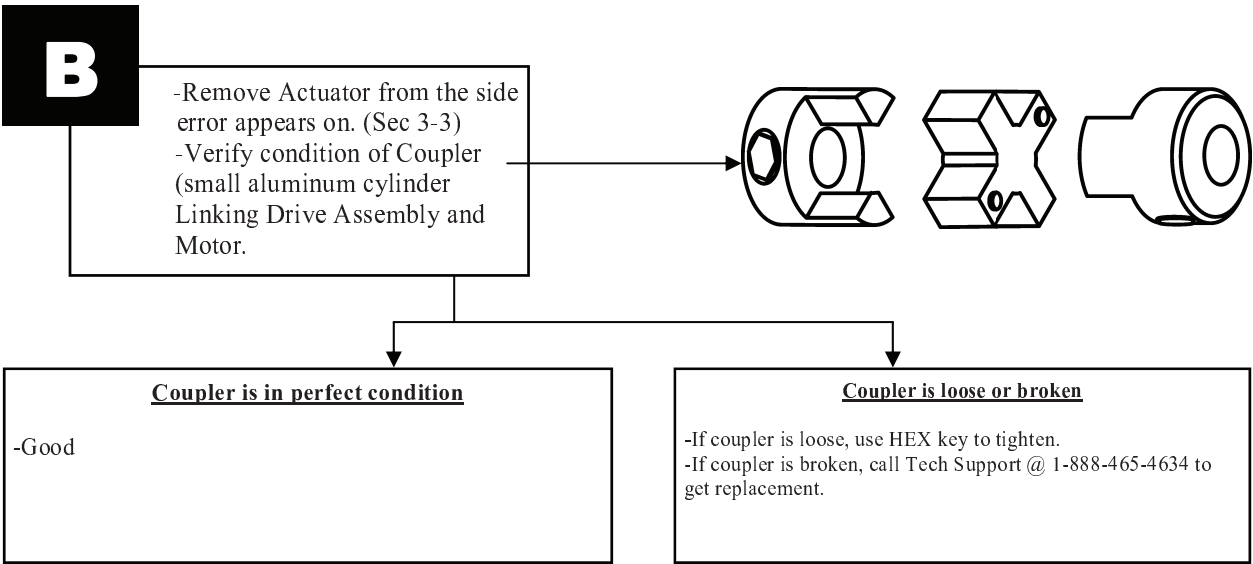 B
-Remove Actuator from the side
error appears on. (Sec 3-3)
-Verify condition of Coupler
(small aluminum cylinder
Linking Drive Assembly and
Motor.
Coupler is in perfect condition
-Good
Coupler is loose or broken
-If coupler is loose, use HEX key to tighten.
-If coupler is broken, call Tech Support @ 1-888-465-4634 to
get replacement.